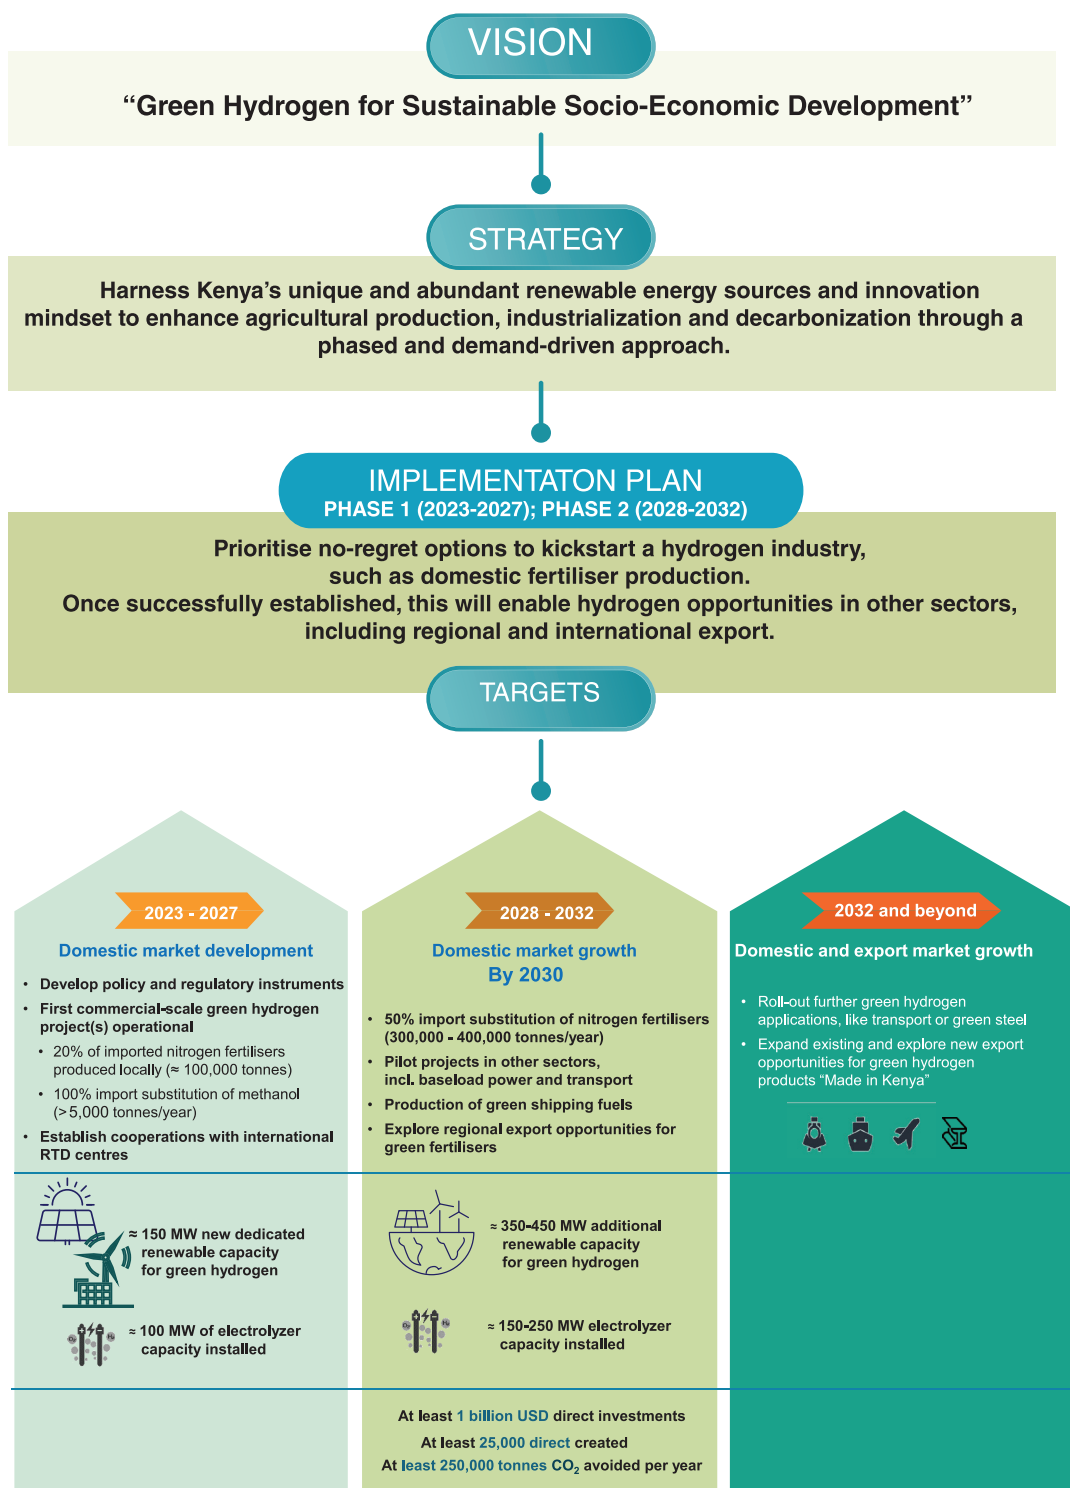 VISION
“Green Hydrogen for Sustainable Socio-Economic Development”
STRATEGY
Harness Kenya’s unique and abundant renewable energy sources and innovation
mindset to enhance agricultural production, industrialization and decarbonization through a
phased and demand-driven approach.
IMPLEMENTATON PLAN
PHASE 1 (2023-2027); PHASE 2 (2028-2032)
Prioritise no-regret options to kickstart a hydrogen industry,
such as domestic fertiliser production.
Once successfully established, this will enable hydrogen opportunities in other sectors,
including regional and international export.
TARGETS
2023 - 2027
Domestic market development
• Develop policy and regulatory instruments
• First commercial-scale green hydrogen
project(s) operational
• 20% of imported nitrogen fertilisers
produced locally (≈ 100,000 tonnes)
• 100% import substitution of methanol
(>5,000 tonnes/year)
• Establish cooperations with international
RTD centres
≈ 150 MW new dedicated
renewable capacity
for green hydrogen
O₂
H₂
≈ 100 MW of electrolyzer
capacity installed
2028 - 2032
Domestic market growth
By 2030
• 50% import substitution of nitrogen fertilisers
(300,000 - 400,000 tonnes/year)
• Pilot projects in other sectors,
incl. baseload power and transport
• Production of green shipping fuels
• Explore regional export opportunities for
green fertilisers
≈ 350-450 MW additional
renewable capacity
for green hydrogen
O₂
H₂
≈ 150-250 MW electrolyzer
capacity installed
At least 1 billion USD direct investments
At least 25,000 direct created
At least 250,000 tonnes CO₂ avoided per year
2032 and beyond
Domestic and export market growth
• Roll-out further green hydrogen
applications, like transport or green steel
• Expand existing and explore new export
opportunities for green hydrogen
products “Made in Kenya”